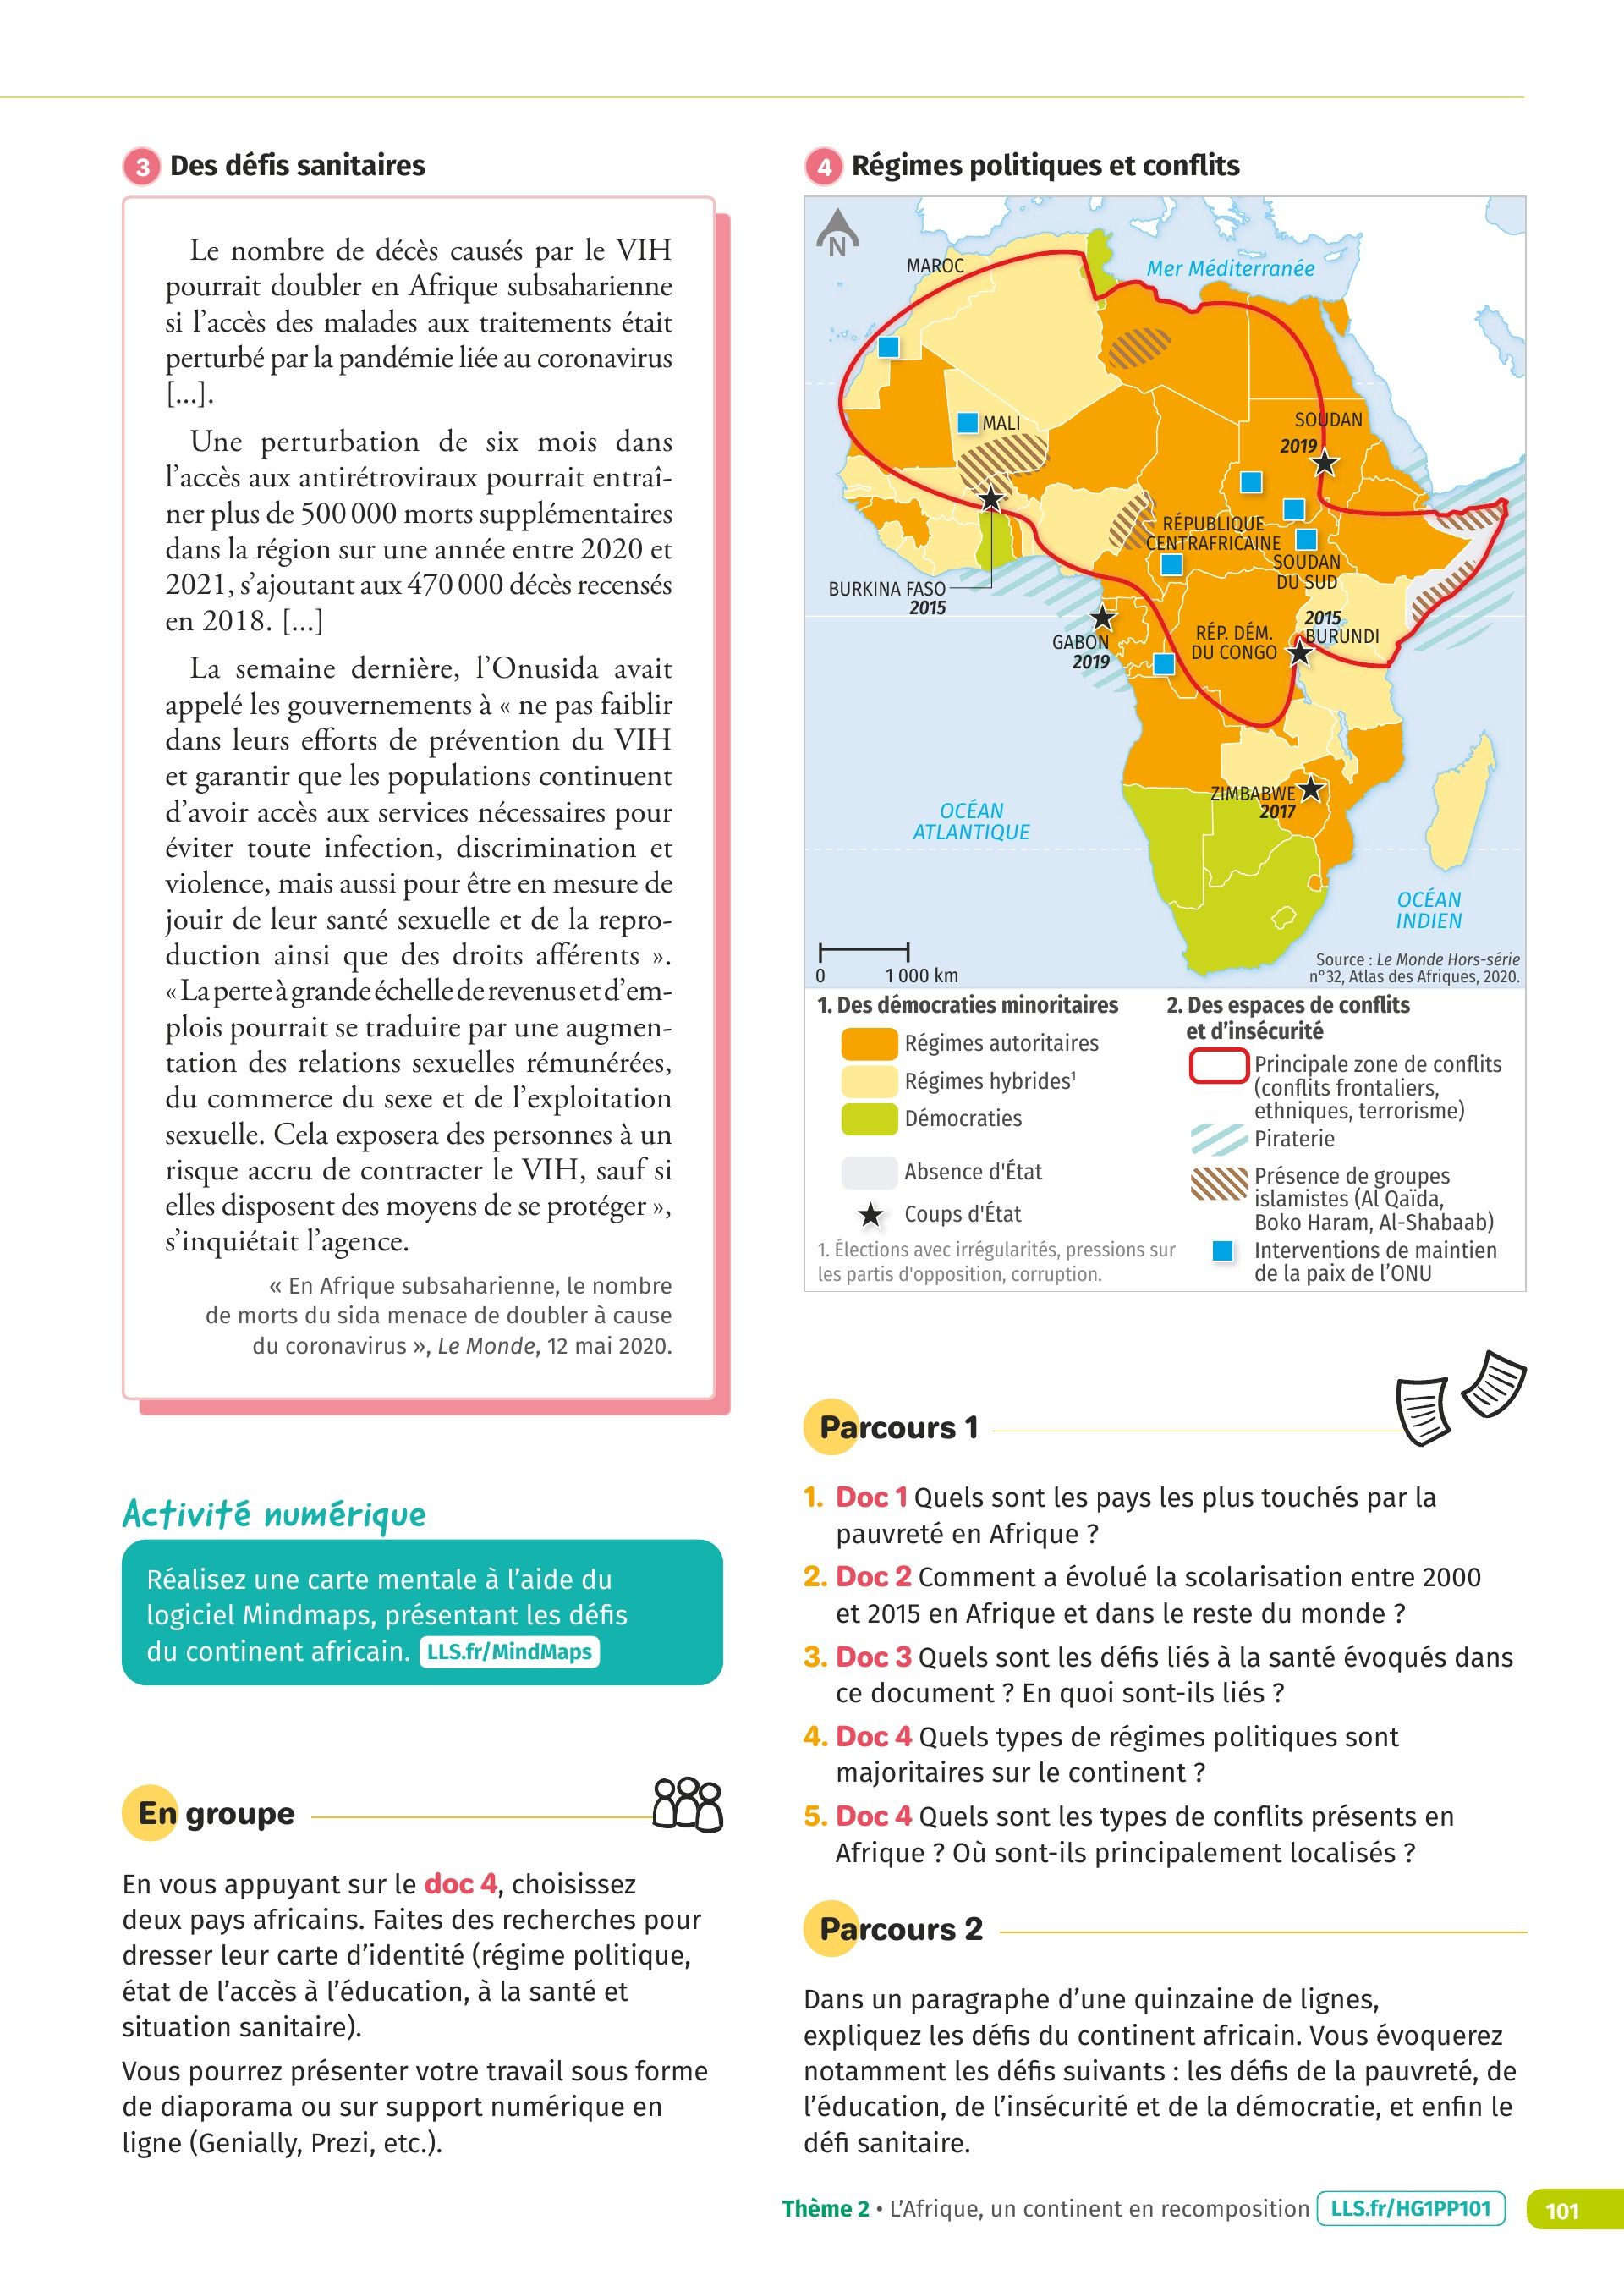 3 Des défis sanitaires
Le nombre de décès causés par le VIH
pourrait doubler en Afrique subsaharienne
si l’accès des malades aux traitements était
perturbé par la pandémie liée au coronavirus
[...].
Une perturbation de six mois dans
l’accès aux antirétroviraux pourrait entraî-
ner plus de 500 000 morts supplémentaires
dans la région sur une année entre 2020 et
2021, s’ajoutant aux 470 000 décès recensés
en 2018. [...]
La semaine dernière, l’Onusida avait
appelé les gouvernements à « ne pas faiblir
dans leurs efforts de prévention du VIH
et garantir que les populations continuent
d’avoir accès aux services nécessaires pour
éviter toute infection, discrimination et
violence, mais aussi pour être en mesure de
jouir de leur santé sexuelle et de la repro-
duction ainsi que des droits afférents ».
« La perte à grande échelle de revenus et d’em-
plois pourrait se traduire par une augmen-
tation des relations sexuelles rémunérées,
du commerce du sexe et de l’exploitation
sexuelle. Cela exposera des personnes à un
risque accru de contracter le VIH, sauf si
elles disposent des moyens de se protéger »,
s’inquiétait l’agence.
« En Afrique subsaharienne, le nombre
de morts du sida menace de doubler à cause
du coronavirus », Le Monde, 12 mai 2020.
Activité numérique
Réalisez une carte mentale à l’aide du
logiciel Mindmaps, présentant les défis
du continent africain. LLS.fr/MindMaps
En groupe
En vous appuyant sur le doc 4, choisissez
deux pays africains. Faites des recherches pour
dresser leur carte d’identité (régime politique,
état de l’accès à l’éducation, à la santé et
situation sanitaire).
Vous pourrez présenter votre travail sous forme
de diaporama ou sur support numérique en
ligne (Genially, Prezi, etc.).
4 Régimes politiques et conflits
N
MAROC
Mer Méditerranée
MALI
SOUDAN
2019
RÉPUBLIQUE
CENTRAFRICAINE
SOUDAN
DU SUD
BURKINA FASO
2015
GABON
2019
RÉP. DÉM.
DU CONGO
2015
BURUNDI
ZIMBABWE
2017
OCÉAN
ATLANTIQUE
OCÉAN
INDIEN
0 1 000 km
Source : Le Monde Hors-série
n°32, Atlas des Afriques, 2020.
1. Des démocraties minoritaires
Régimes autoritaires
Régimes hybrides1
Démocraties
Absence d'État
Coups d'État
1. Élections avec irrégularités, pressions sur
les partis d'opposition, corruption.
2. Des espaces de conflits
et d’insécurité
Principale zone de conflits
(conflits frontaliers,
ethniques, terrorisme)
Piraterie
Présence de groupes
islamistes (Al Qaïda,
Boko Haram, Al-Shabaab)
Interventions de maintien
de la paix de l’ONU
Parcours 1
1. Doc 1 Quels sont les pays les plus touchés par la
pauvreté en Afrique ?
2. Doc 2 Comment a évolué la scolarisation entre 2000
et 2015 en Afrique et dans le reste du monde ?
3. Doc 3 Quels sont les défis liés à la santé évoqués dans
ce document ? En quoi sont-ils liés ?
4. Doc 4 Quels types de régimes politiques sont
majoritaires sur le continent ?
5. Doc 4 Quels sont les types de conflits présents en
Afrique ? Où sont-ils principalement localisés ?
Parcours 2
Dans un paragraphe d’une quinzaine de lignes,
expliquez les défis du continent africain. Vous évoquerez
notamment les défis suivants : les défis de la pauvreté, de
l’éducation, de l’insécurité et de la démocratie, et enfin le
défi sanitaire.
Thème 2 • L’Afrique, un continent en recomposition LLS.fr/HG1PP101 101